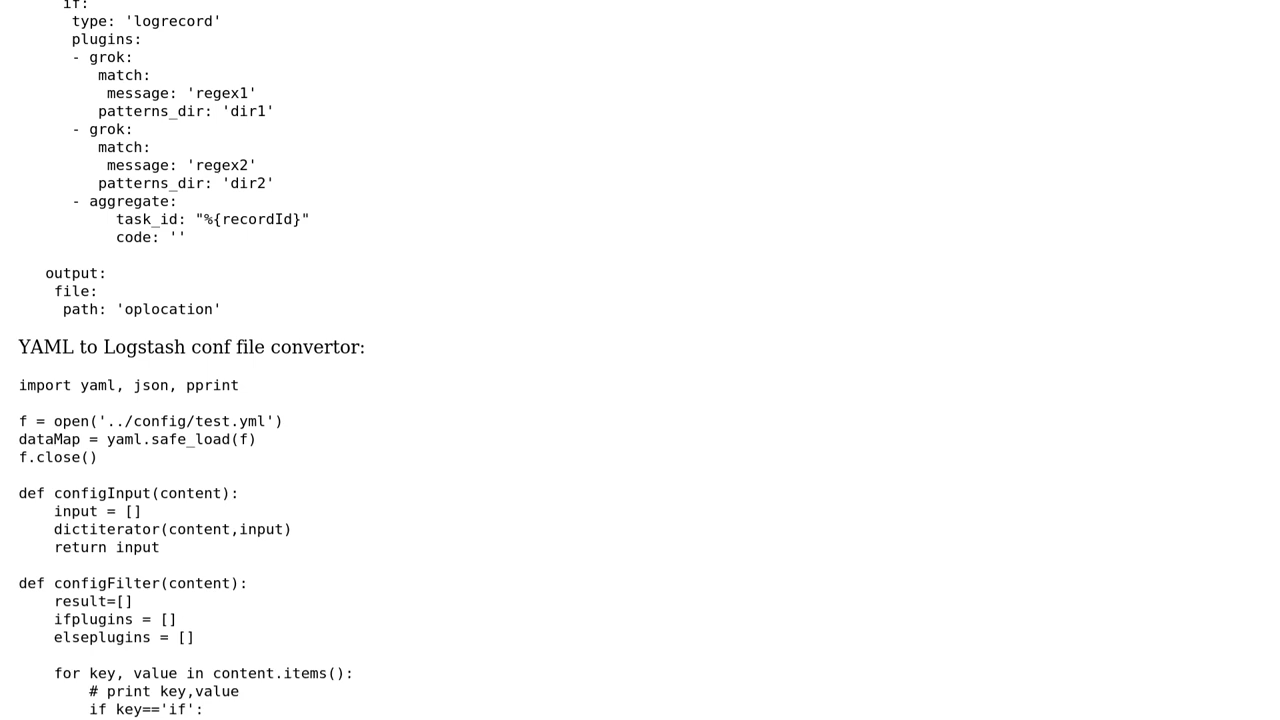 if:
type: 'logrecord'
plugins:
- grok:
match:
message: 'regex1'
patterns_dir: 'dir1'
- grok:
match:
message: 'regex2'
patterns_dir: 'dir2'
- aggregate:
task_id: "%{recordId}"
code: ''
output:
file:
path: 'oplocation'
YAML to Logstash conf file convertor:
import yaml, json, pprint
f = open('../config/test.yml')
dataMap = yaml.safe_load(f)
f.close()
def configInput(content):
input = []
dictiterator(content,input)
return input
def configFilter(content):
result=[]
ifplugins = []
elseplugins = []
for key, value in content.items():
# print key,value
if key=='if':